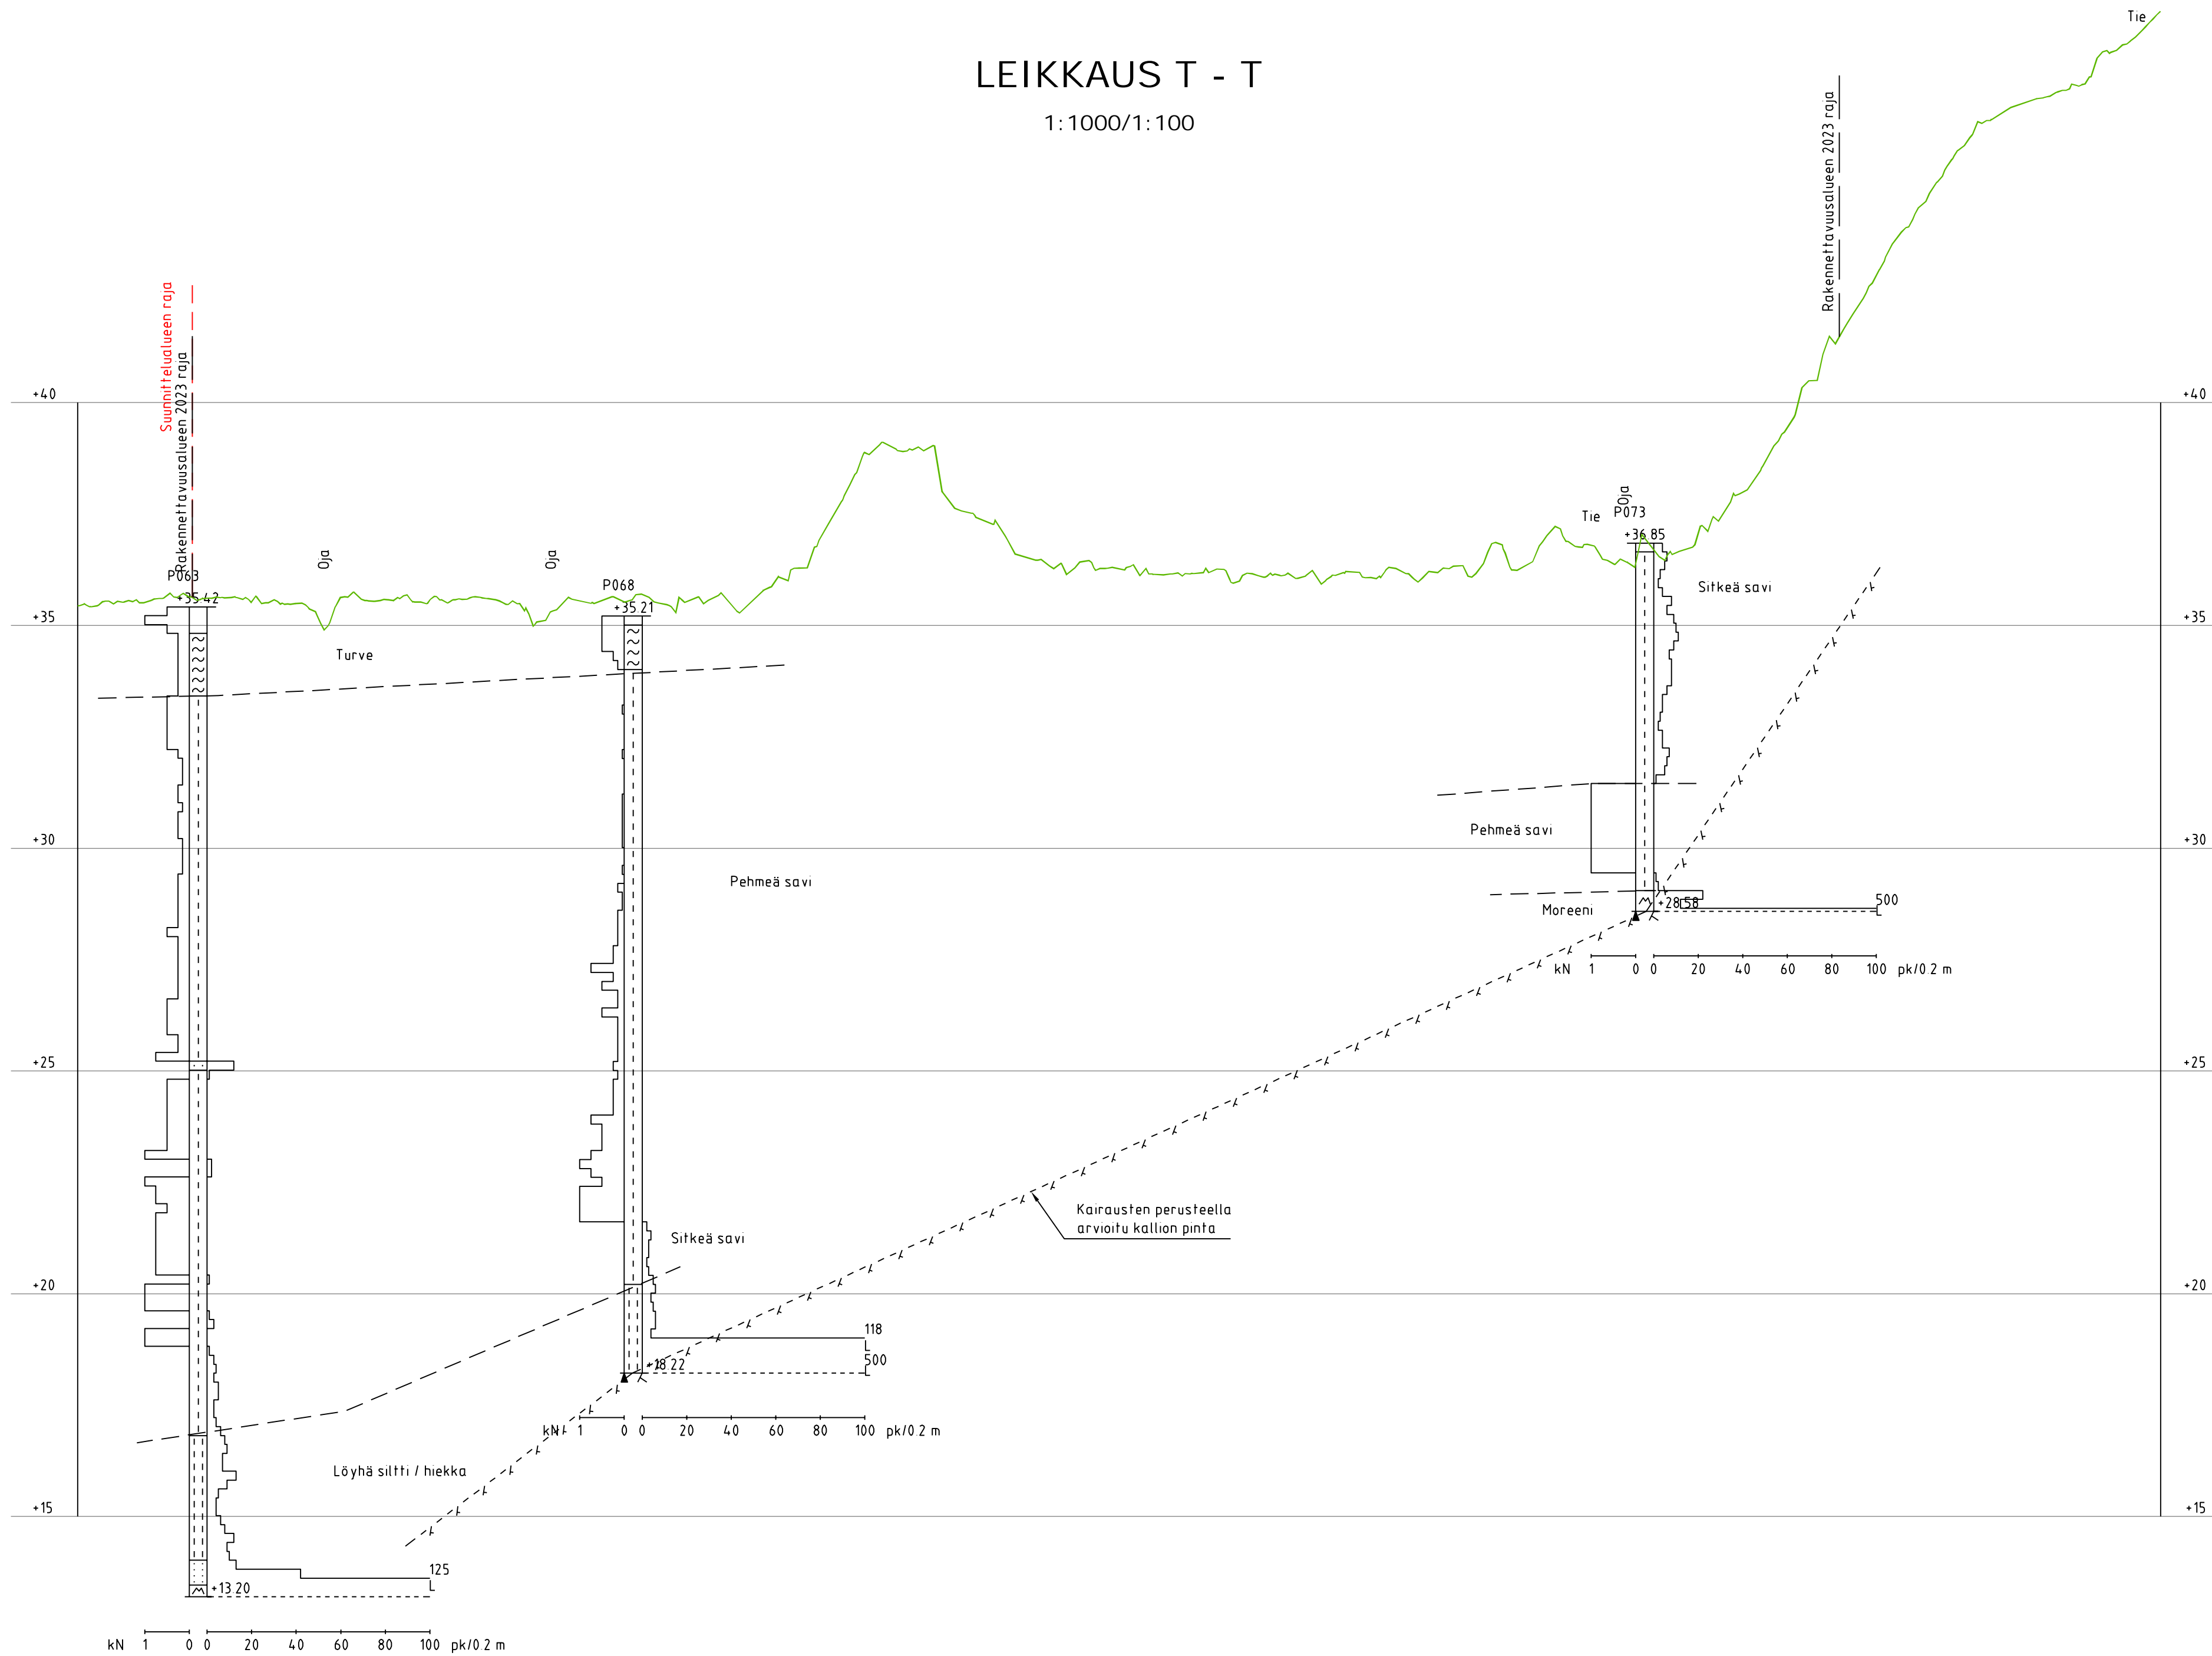 Tie
LEIKKAUS T - T
1:1000/1:100
Rakennettavuusalueen 2023 raja
Suunnittelualueen raja
Rakennettavuusalueen 2023 raja
+40
+40
Oja
Tie
P073
+36.85
Oja
Oja
P063
+35.42
P068
+35.21
Sitkeä savi
+35
+35
Turve
+30
Pehmeä savi
+30
Pehmeä savi
500
+28.58
Moreeni
kN 1 0 0 20 40 60 80 100 pk/0.2 m
+25
+25
Kairausten perusteella
arvioitu kallion pinta
Sitkeä savi
+20
+20
118
500
+18.22
kN 1 0 0 20 40 60 80 100 pk/0.2 m
Löyhä siltti / hiekka
+15
+15
125
+13.20
kN 1 0 0 20 40 60 80 100 pk/0.2 m